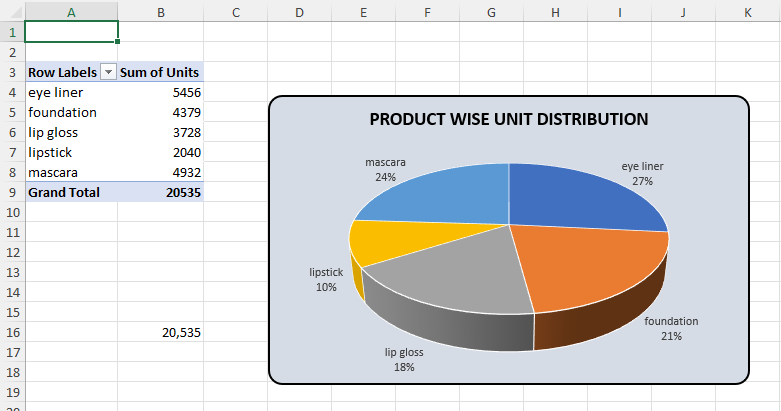 A B C D E F G H I J K
1
2
3 Row Labels Sum of Units
4 eye liner 5456
5 foundation 4379
6 lip gloss 3728
7 lipstick 2040
8 mascara 4932
9 Grand Total 20535
10
11
12
13
14
15
16 20,535
17
18
19
20
PRODUCT WISE UNIT DISTRIBUTION
mascara
24%
eye liner
27%
lipstick
10%
foundation
21%
lip gloss
18%